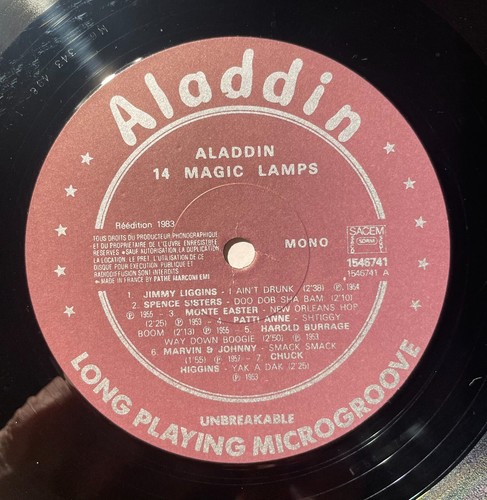 Aladdin
ALADDIN
14 MAGIC LAMPS
Réédition 1983
TOUS DROITS DU PRODUCTEUR PHONOGRAPHIQUE
ET DU PROPRIETAIRE DE L'ŒUVRE ENREGISTREE
RESERVES • SAUF AUTORISATION, LA DUPLICATION,
LA LOCATION, LE PRET, L'UTILISATION DE CE
DISQUE POUR EXECUTION PUBLIQUE ET
RADIODIFFUSION SONT INTERDITS
• MADE IN FRANCE BY PATHE MARCONI EMI
MONO
SACEM
SDRM
1546741
1546741 A
1. JIMMY LIGGINS - I AIN'T DRUNK (2'38) ℗ 1954
2. SPENCE SISTERS - DOO DOB SHA BAM (2'10)
℗ 1955 - 3. MONTE EASTER - NEW ORLEANS HOP
(2'25) ℗ 1953 - 4. PATTI ANNE - SHTIGGY
BOOM (2'13) ℗ 1955 - 5. HAROLD BURRAGE
WAY DOWN BOOGIE (2'50) ℗ 1953
6. MARVIN & JOHNNY - SMACK SMACK
(1'55) ℗ 1957 - 7. CHUCK
HIGGINS - YAK A DAK (2'25)
℗ 1953
UNBREAKABLE
LONG PLAYING MICROGROOVE